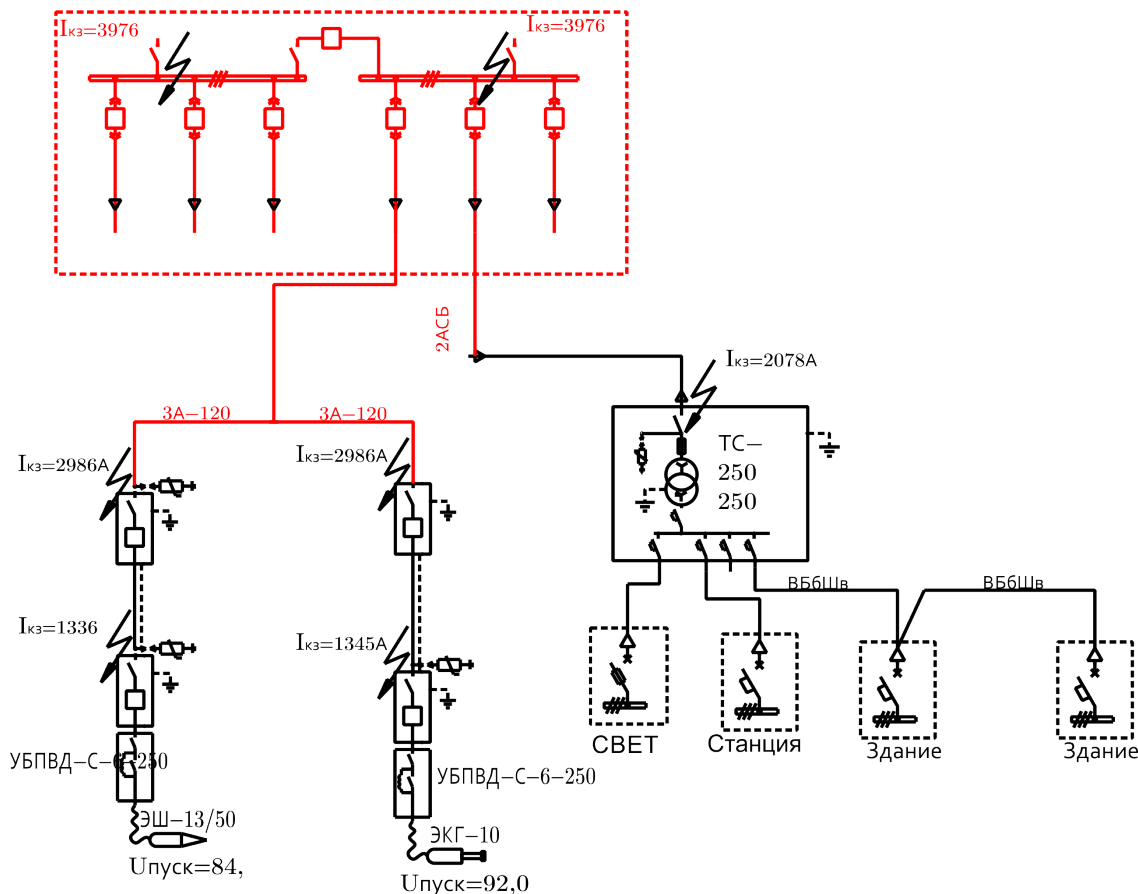 Iкз=3976
Iкз=3976
2АСБ
Iкз=2078А
3А–120
3А–120
Iкз=2986А
Iкз=2986А
ТС–
250
250
ВБбШв
ВБбШв
Iкз=1336
Iкз=1345А
СВЕТ
Станция
Здание
Здание
УБПВД–С–6–250
УБПВД–С–6–250
ЭШ–13/50
ЭКГ–10
Uпуск=84,
Uпуск=92,0